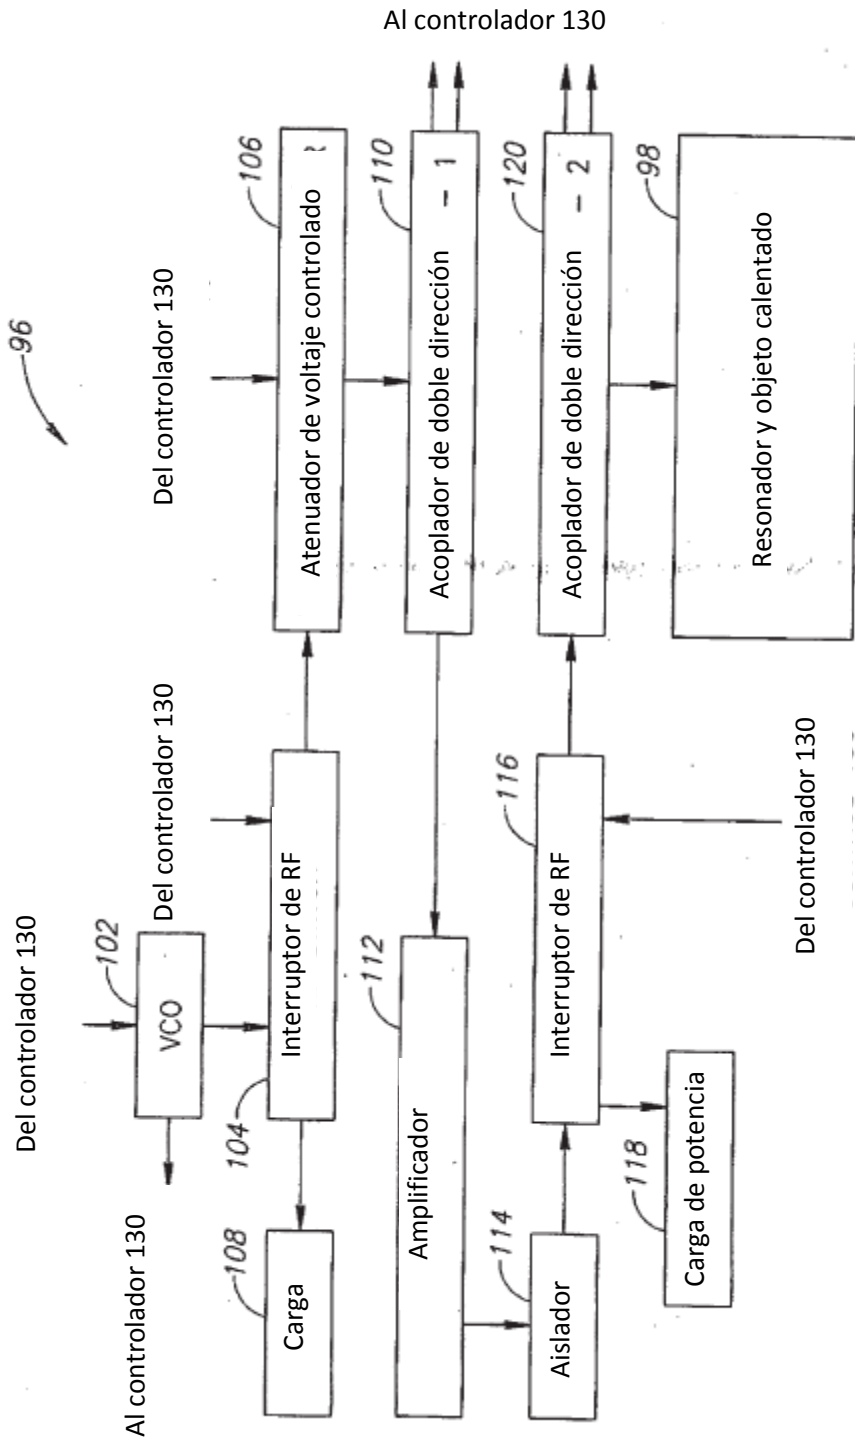 96
Del controlador 130
Al controlador 130
102
VCO
Del controlador 130
Del controlador 130
Al controlador 130
108
Carga
104
Interruptor de RF
106
Atenuador de voltaje controlado
112
Amplificador
110
Acoplador de doble dirección - 1
114
Aislador
116
Interruptor de RF
120
Acoplador de doble dirección - 2
118
Carga de potencia
98
Resonador y objeto calentado
Del controlador 130